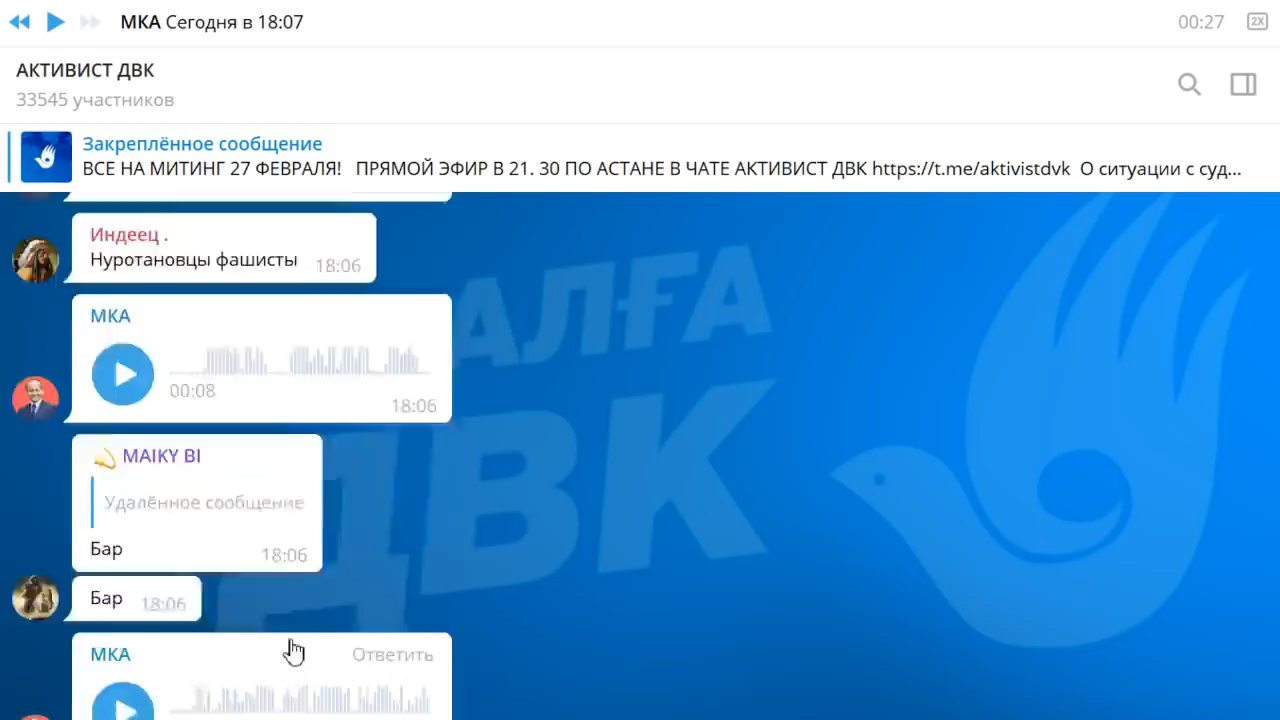 МКА Сегодня в 18:07
00:27
2X
АКТИВИСТ ДВК
33545 участников
Закреплённое сообщение
ВСЕ НА МИТИНГ 27 ФЕВРАЛЯ! ПРЯМОЙ ЭФИР В 21. 30 ПО АСТАНЕ В ЧАТЕ АКТИВИСТ ДВК https://t.me/aktivistdvk О ситуации с суд...
Индеец .
Нуротановцы фашисты 18:06
АЛҒА
ДВК
МКА
00:08
18:06
MAIKY BI
Удалённое сообщение
Бар 18:06
Бар 18:06
МКА Ответить